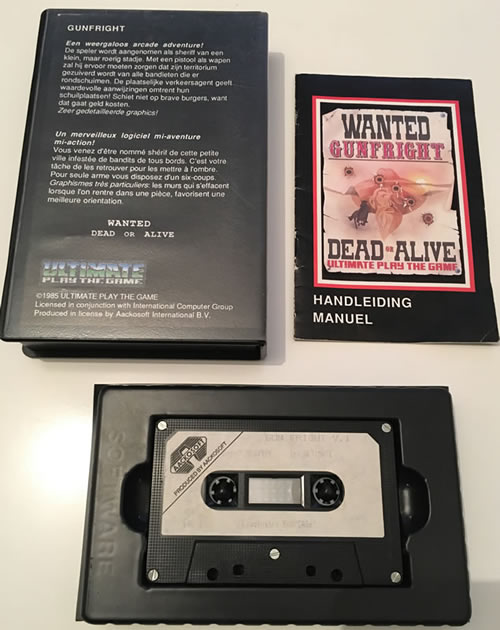 GUNFRIGHT
Een weergaloos arcade adventure!
De speler wordt aangenomen als sheriff van een
klein, maar roerig stadje. Met een pistool als wapen
zal hij ervoor moeten zorgen dat zijn territorium
gezuiverd wordt van alle bandieten die er
rondschuimen. De plaatselijke verkeersagent geeft
waardevolle aanwijzingen omtrent hun
schuilplaatsen! Schiet niet op brave burgers, want
dat gaat geld kosten.
Zeer gedetailleerde graphics!
Un merveilleux logiciel mi-aventure
mi-action!
Vous venez d'être nommé shérif de cette petite
ville infestée de bandits de tous bords. C'est votre
tâche de les retrouver pour les mettre à l'ombre.
Pour seule arme vous disposez d'un six-coups.
Graphismes très particuliers: les murs qui s'effacent
lorsque l'on rentre dans une pièce, favorisent une
meilleure orientation.
WANTED
DEAD OR ALIVE
ULTIMATE
PLAY THE GAME
©1985 ULTIMATE PLAY THE GAME
Licensed in conjunction with International Computer Group
Produced in license by Aackosoft International B.V.
WANTED
GUNFRIGHT
DEAD OR ALIVE
ULTIMATE PLAY THE GAME
HANDLEIDING
MANUEL
SOFTWARE
AACKOSOFT
PRODUCED BY AACKOSOFT